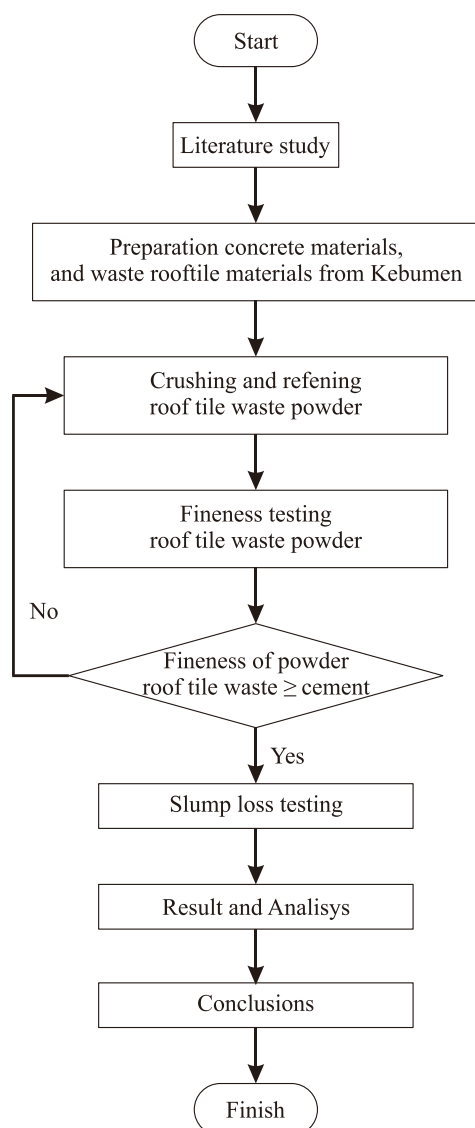 Start
Literature study
Preparation concrete materials,
and waste rooftile materials from Kebumen
Crushing and refening
roof tile waste powder
Fineness testing
roof tile waste powder
No
Fineness of powder
roof tile waste ≥ cement
Yes
Slump loss testing
Result and Analisys
Conclusions
Finish